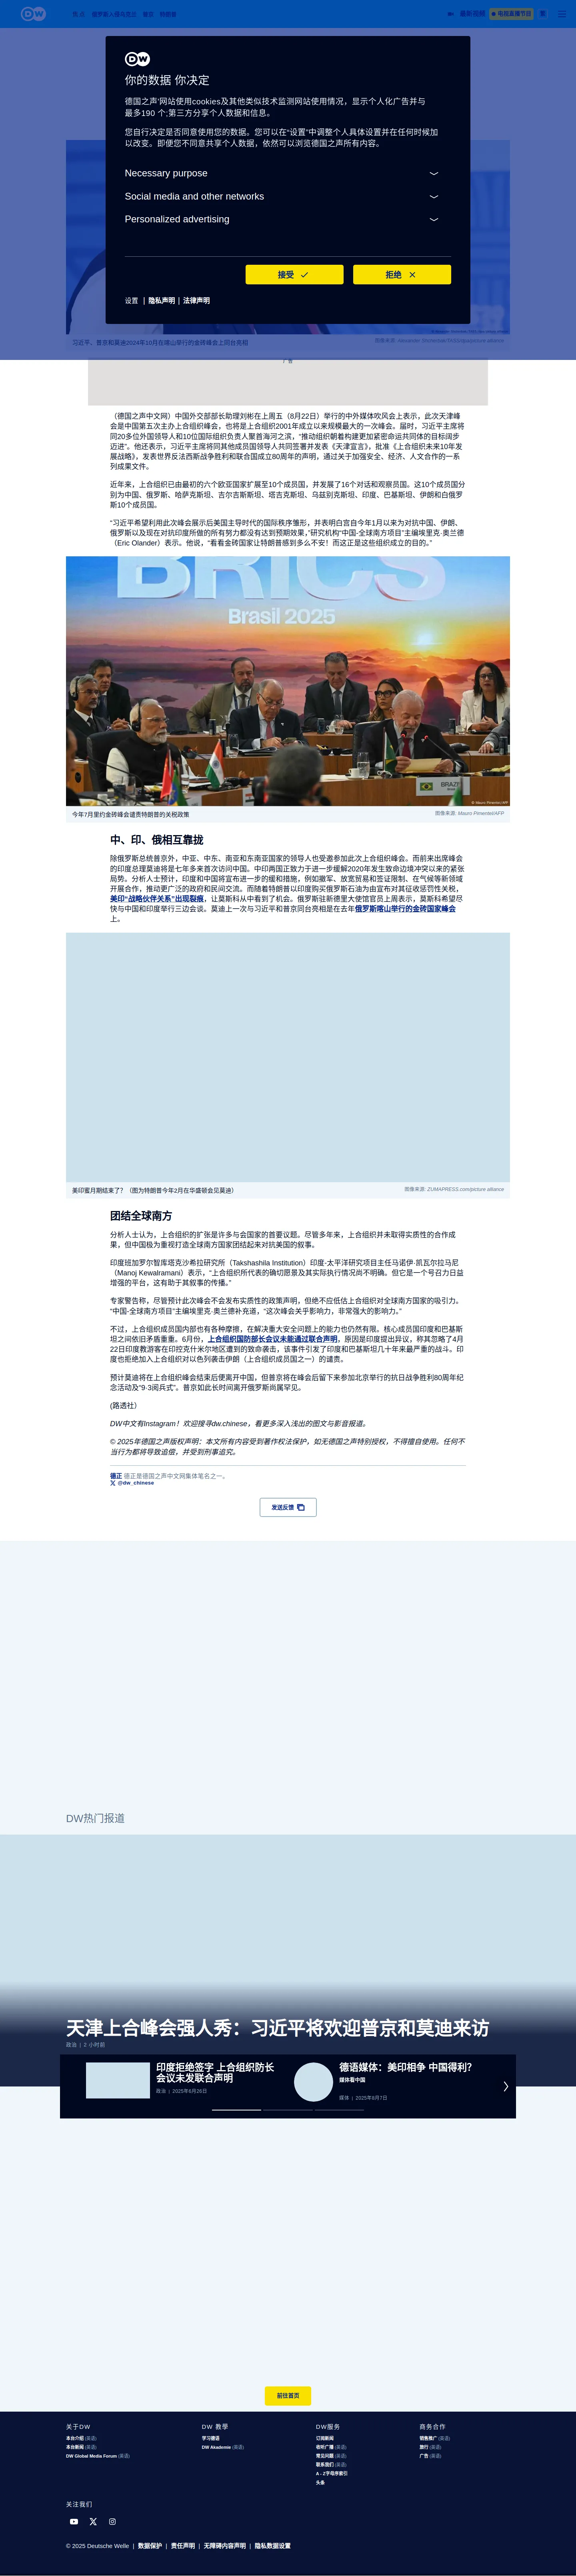 DW
最新视频
电视直播节目
DW
你的数据 你决定
德国之声'网站使用cookies及其他类似技术监测网站使用情况，显示个人化广告并与
最多190 个;第三方分享个人数据和信息。
您自行决定是否同意使用您的数据。您可以在“设置”中调整个人具体设置并在任何时候加
以改变。即便您不同意共享个人数据，依然可以浏览德国之声所有内容。
Necessary purpose
Social media and other networks
Personalized advertising
接受
拒绝
设置 | 隐私声明 | 法律声明
习近平、普京和莫迪2024年10月在喀山举行的金砖峰会上同台亮相
广告
（德国之声中文网）中国外交部部长助理刘彬在上周五（8月22日）举行的中外媒体吹风会上表示，此次天津峰
会是中国第五次主办上合组织峰会，也将是上合组织2001年成立以来规模最大的一次峰会。届时，习近平主席将
同20多位外国领导人和10位国际组织负责人聚首海河之滨，“推动组织朝着构建更加紧密命运共同体的目标阔步
迈进”。他还表示，习近平主席将同其他成员国领导人共同签署并发表《天津宣言》，批准《上合组织未来10年发
展战略》，发表世界反法西斯战争胜利和联合国成立80周年的声明，通过关于加强安全、经济、人文合作的一系
列成果文件。
近年来，上合组织已由最初的六个欧亚国家扩展至10个成员国，并发展了16个对话和观察员国。这10个成员国分
别为中国、俄罗斯、哈萨克斯坦、吉尔吉斯斯坦、塔吉克斯坦、乌兹别克斯坦、印度、巴基斯坦、伊朗和白俄罗
斯10个成员国。
“习近平希望利用此次峰会展示后美国主导时代的国际秩序雏形，并表明白宫自今年1月以来为对抗中国、伊朗、
俄罗斯以及现在对抗印度所做的所有努力都没有达到预期效果，”研究机构“中国-全球南方项目”主编埃里克·奥兰德
（Eric Olander）表示。他说，“看看金砖国家让特朗普感到多么不安！而这正是这些组织成立的目的。”
BRICS
Brasil 2025
BRAZIL
© Mauro Pimentel/AFP
今年7月里约金砖峰会谴责特朗普的关税政策
图像来源: Mauro Pimentel/AFP
中、印、俄相互靠拢
除俄罗斯总统普京外，中亚、中东、南亚和东南亚国家的领导人也受邀参加此次上合组织峰会。而前来出席峰会
的印度总理莫迪将是七年多来首次访问中国。中印两国正致力于进一步缓解2020年发生致命边境冲突以来的紧张
局势。分析人士预计，印度和中国将宣布进一步的缓和措施，例如撤军、放宽贸易和签证限制、在气候等新领域
开展合作，推动更广泛的政府和民间交流。而随着特朗普以印度购买俄罗斯石油为由宣布对其征收惩罚性关税，
美印“战略伙伴关系”出现裂痕，让莫斯科从中看到了机会。俄罗斯驻新德里大使馆官员上周表示，莫斯科希望尽
快与中国和印度举行三边会谈。莫迪上一次与习近平和普京同台亮相是在去年俄罗斯喀山举行的金砖国家峰会
上。
美印蜜月期结束了？（图为特朗普今年2月在华盛顿会见莫迪）
图像来源: ZUMAPRESS.com/picture alliance
团结全球南方
分析人士认为，上合组织的扩张是许多与会国家的首要议题。尽管多年来，上合组织并未取得实质性的合作成
果，但中国极为重视打造全球南方国家团结起来对抗美国的叙事。
印度班加罗尔智库塔克沙希拉研究所（Takshashila Institution）印度-太平洋研究项目主任马诺伊·凯瓦尔拉马尼
（Manoj Kewalramani）表示，“上合组织所代表的确切愿景及其实际执行情况尚不明确。但它是一个号召力日益
增强的平台，这有助于其叙事的传播。”
专家警告称，尽管预计此次峰会不会发布实质性的政策声明，但绝不应低估上合组织对全球南方国家的吸引力。
“中国-全球南方项目”主编埃里克·奥兰德补充道，“这次峰会关乎影响力，非常强大的影响力。”
不过，上合组织成员国内部也有各种摩擦，在解决重大安全问题上的能力也仍然有限。核心成员国印度和巴基斯
坦之间依旧矛盾重重。6月份，上合组织国防部长会议未能通过联合声明，原因是印度提出异议，称其忽略了4月
22日印度教游客在印控克什米尔地区遭到的致命袭击，该事件引发了印度和巴基斯坦几十年来最严重的战斗。印
度也拒绝加入上合组织对以色列袭击伊朗（上合组织成员国之一）的谴责。
预计莫迪将在上合组织峰会结束后便离开中国，但普京将在峰会后留下来参加北京举行的抗日战争胜利80周年纪
念活动及“9·3阅兵式”。普京如此长时间离开俄罗斯尚属罕见。
(路透社）
DW中文有Instagram！欢迎搜寻dw.chinese，看更多深入浅出的图文与影音报道。
© 2025年德国之声版权声明：本文所有内容受到著作权法保护，如无德国之声特别授权，不得擅自使用。任何不
当行为都将导致追偿，并受到刑事追究。
德正 德正是德国之声中文网集体笔名之一。
@dw_chinese
发送反馈
DW热门报道
天津上合峰会强人秀：习近平将欢迎普京和莫迪来访
政治 | 2 小时前
印度拒绝签字 上合组织防长
会议未发联合声明
政治 | 2025年6月26日
德语媒体：美印相争 中国得利？
媒体看中国
媒体 | 2025年8月7日
前往首页
关于DW
本台介绍 (英语)
本台新闻 (英语)
DW Global Media Forum (英语)
DW 教學
学习德语
DW Akademie (英语)
DW服务
订阅新闻
收听广播 (英语)
常见问题 (英语)
联系我们 (英语)
A - Z字母序索引
头条
商务合作
销售推广 (英语)
旅行 (英语)
广告 (英语)
关注我们
© 2025 Deutsche Welle | 数据保护 | 责任声明 | 无障碍内容声明 | 隐私数据设置